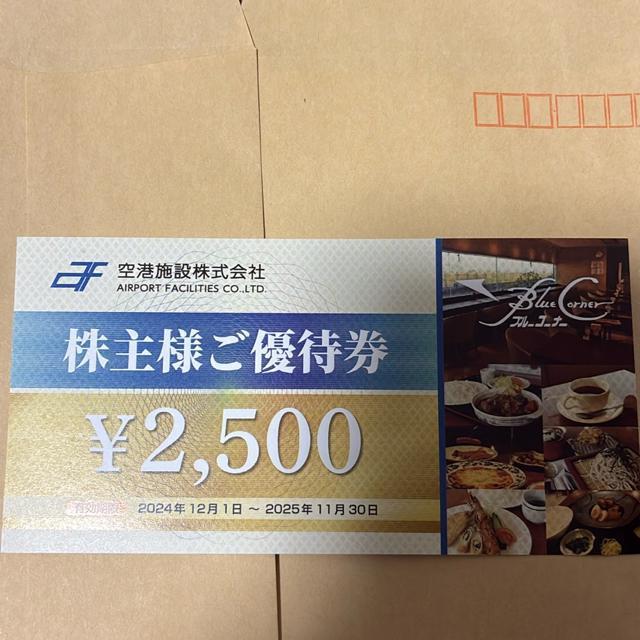 AF 空港施設株式会社
AIRPORT FACILITIES CO.,LTD.
株主様ご優待券
¥2,500
有効期限 2024年12月1日 ～ 2025年11月30日
Blue Corner
ブルーコーナー